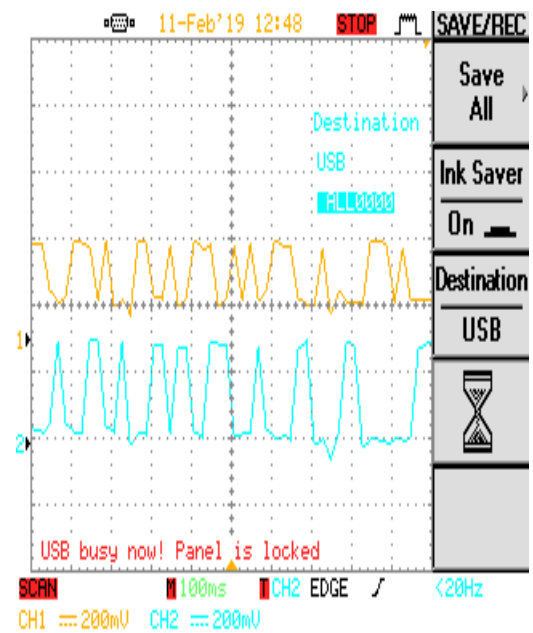 11-Feb'19 12:48 STOP SAVE/REC
Save
All
Destination
USB
ALL0000
Ink Saver
On
Destination
USB
1
2
USB busy now! Panel is locked
SCAN M 100ms T CH2 EDGE <20Hz
CH1 200mV CH2 200mV